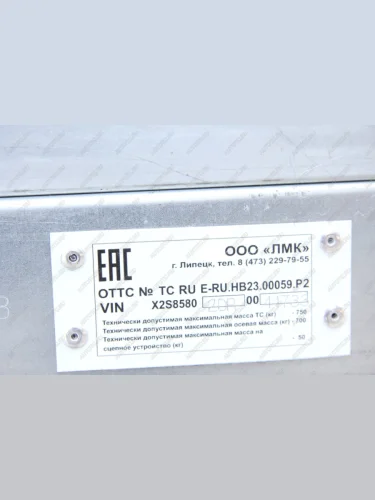 EAC
ООО «ЛМК»
г. Липецк, тел. 8 (473) 229-79-55
ОТТС № ТС RU E-RU.HB23.00059.P2
VIN X2S8580 00
Технически допустимая максимальная масса ТС (кг) - 750
Технически допустимая максимальная осевая масса (кг) - 700
Технически допустимая максимальная масса на
сцепное устройство (кг) - 50